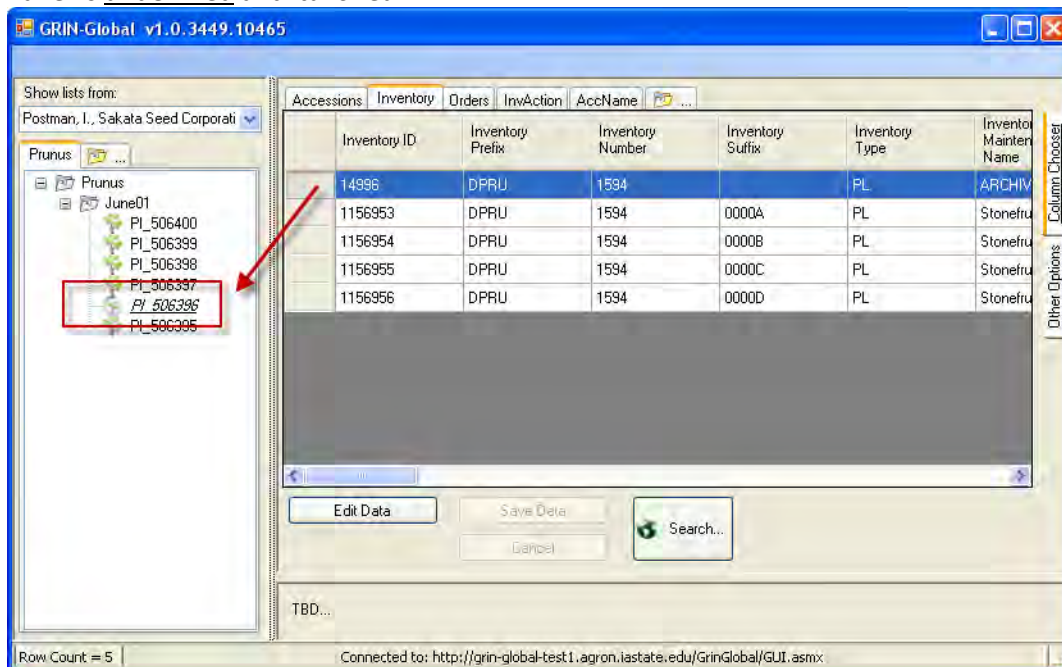 GRIN-Global v1.0.3449.10465
Show lists from:
Postman, I., Sakata Seed Corporati
Prunus ...
Prunus
June01
PI_506400
PI_506399
PI_506398
PI_506397
PI_506396
PI_506395
Accessions Inventory Orders InvAction AccName ...
Inventory ID Inventory Prefix Inventory Number Inventory Suffix Inventory Type Inventor Mainten Name
14996 DPRU 1594 PL ARCHIV
1156953 DPRU 1594 0000A PL Stonefru
1156954 DPRU 1594 0000B PL Stonefru
1156955 DPRU 1594 0000C PL Stonefru
1156956 DPRU 1594 0000D PL Stonefru
Column Chooser
Other Options
Edit Data Save Data Search...
Cancel
TBD...
Row Count = 5 Connected to: http://grin-global-test1.agron.iastate.edu/GrinGlobal/GUI.asmx